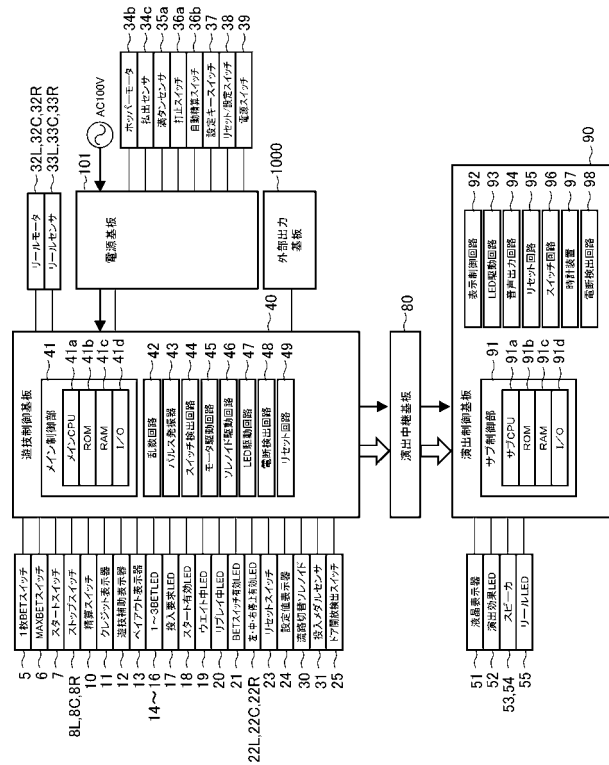 32L,32C,32R
33L,33C,33R
リールモータ
リールセンサ
AC100V
101
電源基板
ホッパーモータ 34b
払出センサ 34c
満タンセンサ 35a
打止スイッチ 36a
自動精算スイッチ 36b
設定キースイッチ 37
リセット/設定スイッチ 38
電源スイッチ 39
1000
外部出力
基板
遊技制御基板
40
メイン制御部 41
メインCPU 41a
ROM 41b
RAM 41c
I/O 41d
乱数回路 42
パルス発振器 43
スイッチ検出回路 44
モータ駆動回路 45
ソレノイド駆動回路 46
LED駆動回路 47
電断検出回路 48
リセット回路 49
5 1枚BETスイッチ
6 MAXBETスイッチ
7 スタートスイッチ
8L,8C,8R ストップスイッチ
10 精算スイッチ
11 クレジット表示器
12 遊技補助表示器
13 ペイアウト表示器
14~16 1~3BETLED
17 投入要求LED
18 スタート有効LED
19 ウエイト中LED
20 リプレイ中LED
21 BETスイッチ有効LED
22L,22C,22R 左・中・右停止有効LED
23 リセットスイッチ
24 設定値表示器
30 流路切替ソレノイド
31 投入メダルセンサ
25 ドア開放検出スイッチ
80
演出中継基板
90
演出制御基板
サブ制御部 91
サブCPU 91a
ROM 91b
RAM 91c
I/O 91d
表示制御回路 92
LED駆動回路 93
音声出力回路 94
リセット回路 95
スイッチ回路 96
時計装置 97
電断検出回路 98
51 液晶表示器
52 演出効果LED
53,54 スピーカ
55 リールLED